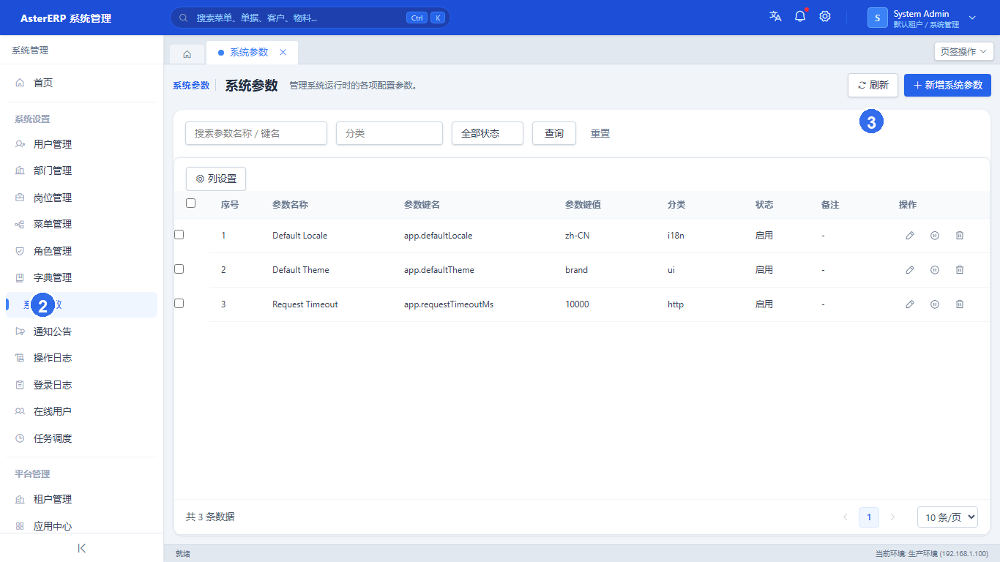 AsterERP 系统管理
搜索菜单、单据、客户、物料...
Ctrl
K
S
System Admin
默认租户 / 系统管理
系统管理
系统参数
页签操作
首页
系统参数
系统参数
管理系统运行时的各项配置参数。
刷新
新增系统参数
系统设置
3
用户管理
搜索参数名称 / 键名
分类
全部状态
查询
重置
部门管理
列设置
岗位管理
序号 参数名称 参数键名 参数键值 分类 状态 备注 操作
菜单管理
1 Default Locale app.defaultLocale zh-CN i18n 启用 -
角色管理
2 Default Theme app.defaultTheme brand ui 启用 -
字典管理
2
3 Request Timeout app.requestTimeoutMs 10000 http 启用 -
通知公告
操作日志
登录日志
在线用户
任务调度
平台管理
租户管理
应用中心
共 3 条数据
1
10 条/页
就绪
当前环境: 生产环境 (192.168.1.100)